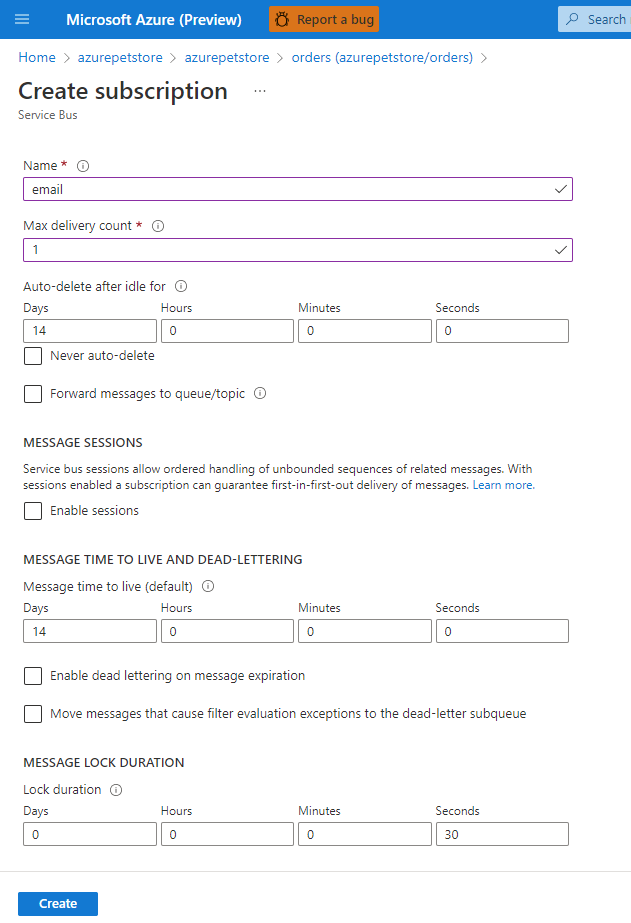 Microsoft Azure (Preview)
Report a bug
Search
Home > azurepetstore > azurepetstore > orders (azurepetstore/orders) >
Create subscription ...
Service Bus
Name *
email
Max delivery count *
1
Auto-delete after idle for
Days Hours Minutes Seconds
14 0 0 0
Never auto-delete
Forward messages to queue/topic
MESSAGE SESSIONS
Service bus sessions allow ordered handling of unbounded sequences of related messages. With
sessions enabled a subscription can guarantee first-in-first-out delivery of messages. Learn more.
Enable sessions
MESSAGE TIME TO LIVE AND DEAD-LETTERING
Message time to live (default)
Days Hours Minutes Seconds
14 0 0 0
Enable dead lettering on message expiration
Move messages that cause filter evaluation exceptions to the dead-letter subqueue
MESSAGE LOCK DURATION
Lock duration
Days Hours Minutes Seconds
0 0 0 30
Create